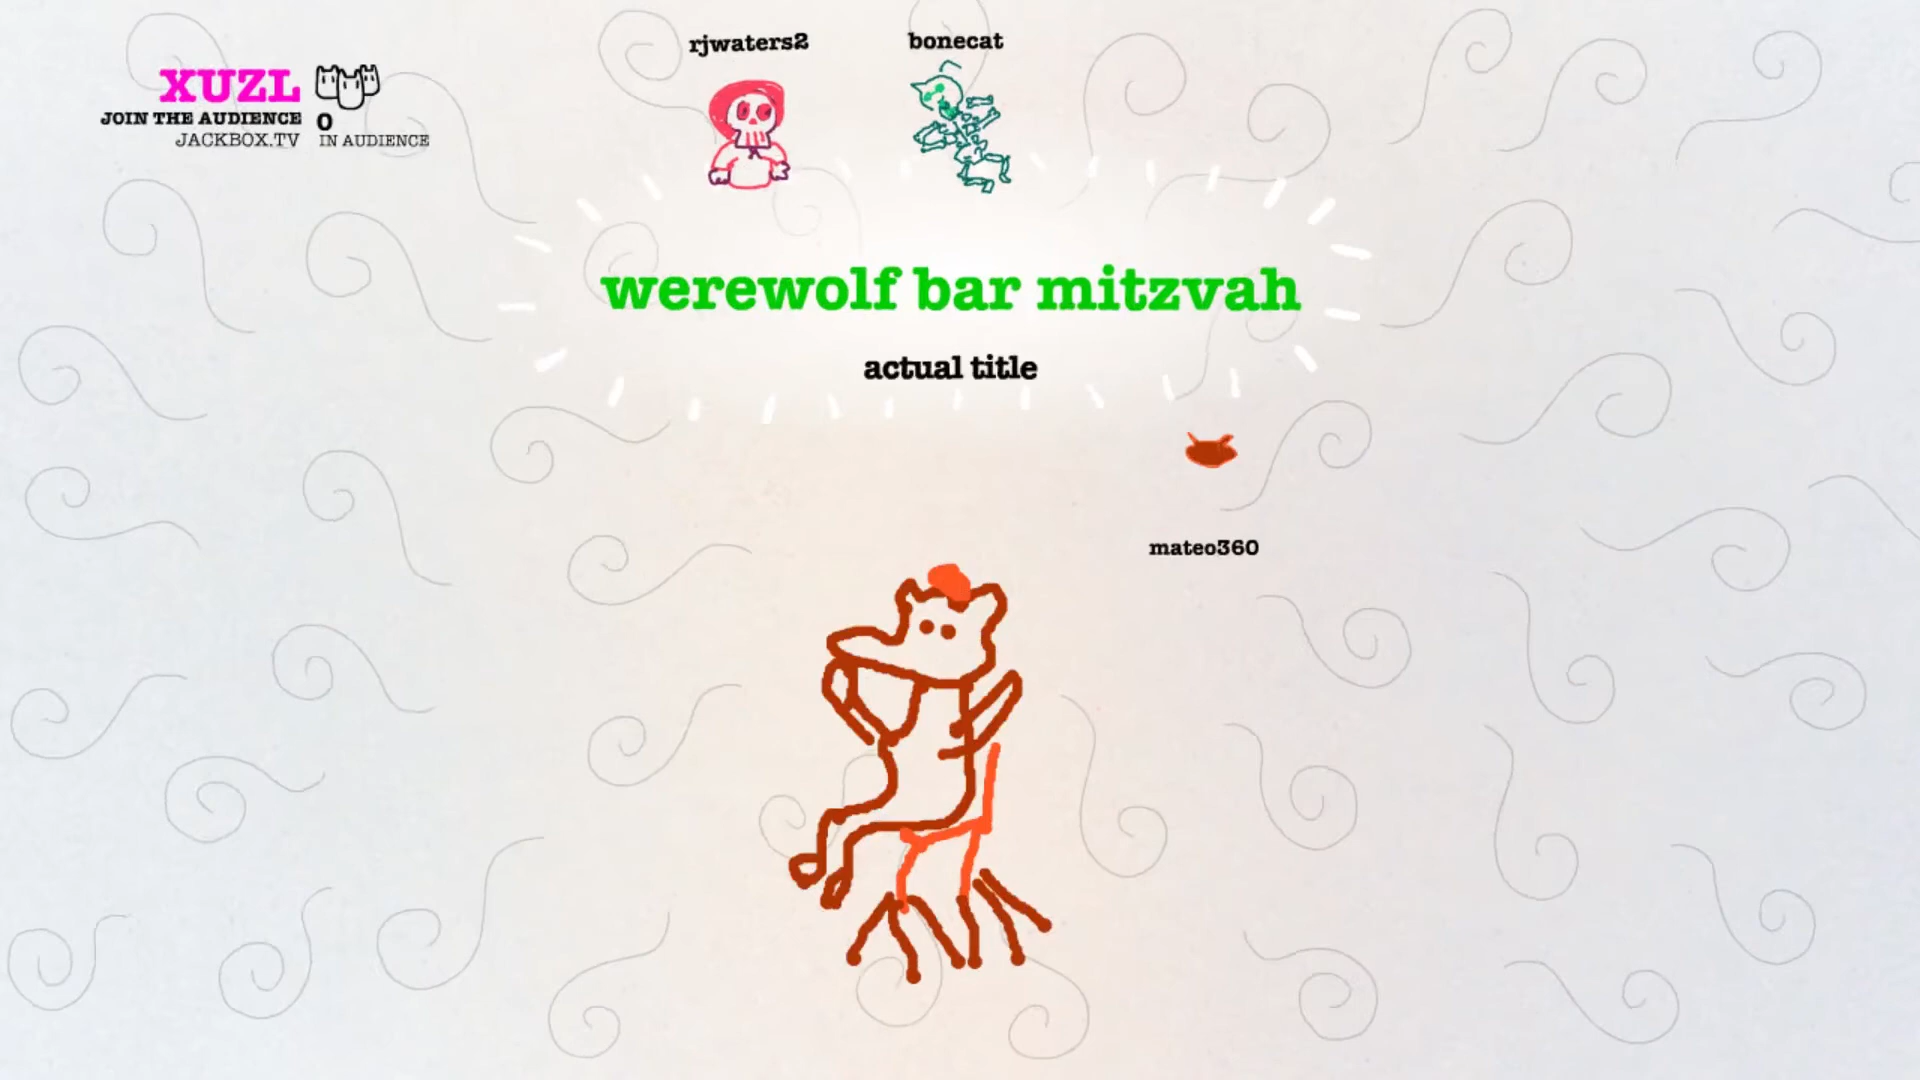 rjwaters2
bonecat
XUZL
JOIN THE AUDIENCE
0
JACKBOX.TV
IN AUDIENCE
werewolf bar mitzvah
actual title
mateo360